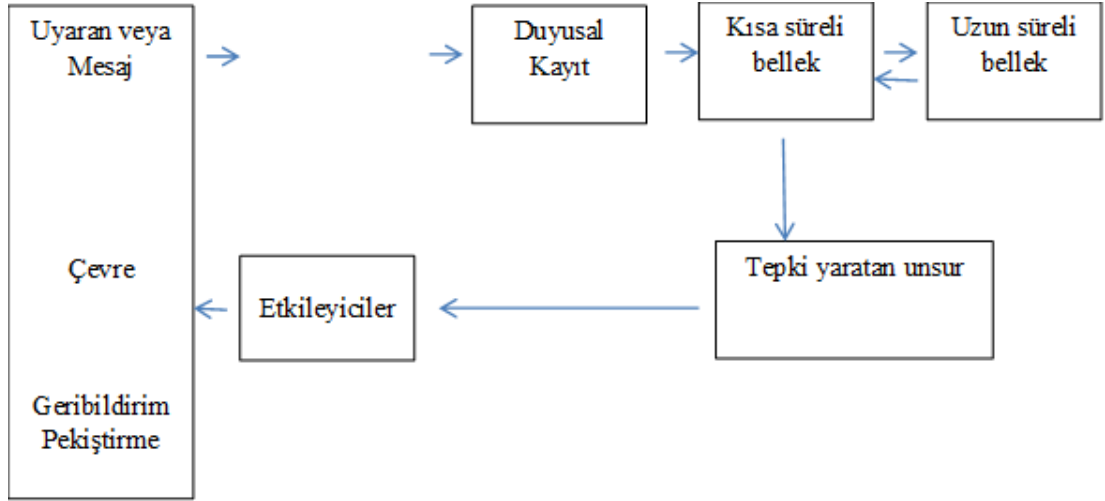 Uyaran veya
Mesaj
Duyusal
Kayıt
Kısa süreli
bellek
Uzun süreli
bellek
Çevre
Etkileyiciler
Tepki yaratan unsur
Geribildirim
Pekiştirme